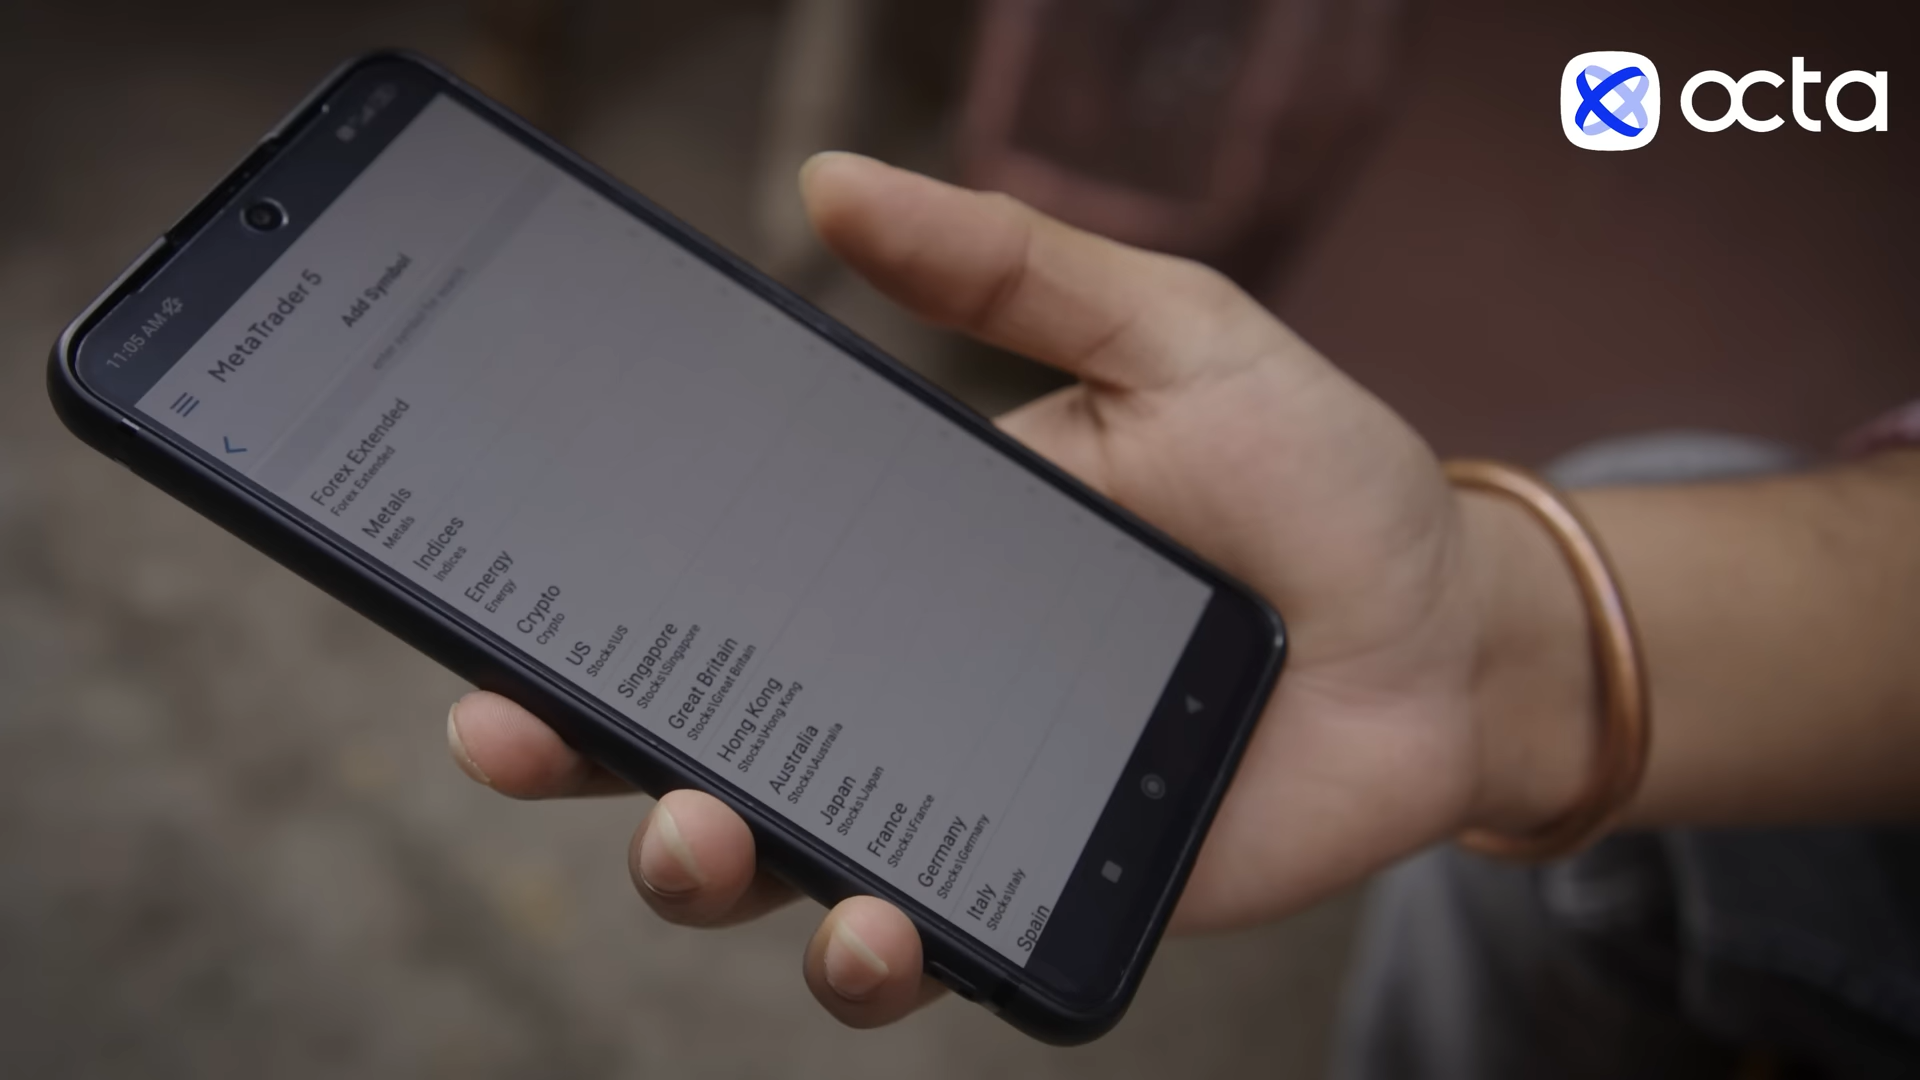 octa
11:05 AM
MetaTrader 5
Add Symbol
Forex Extended
Forex Extended
Metals
Metals
Indices
Indices
Energy
Energy
Crypto
Crypto
US
Stocks\US
Singapore
Stocks\Singapore
Great Britain
Stocks\Great Britain
Hong Kong
Stocks\Hong Kong
Australia
Stocks\Australia
Japan
Stocks\Japan
France
Stocks\France
Germany
Stocks\Germany
Italy
Stocks\Italy
Spain